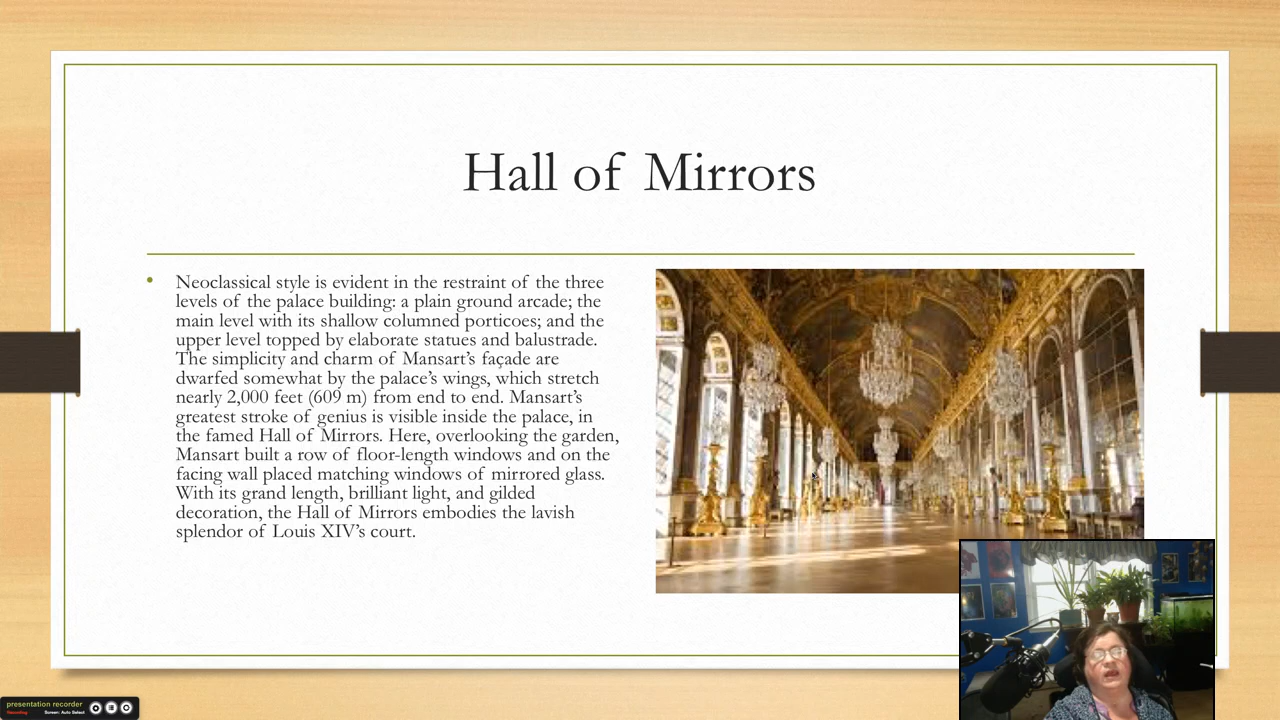 Hall of Mirrors
• Neoclassical style is evident in the restraint of the three
levels of the palace building: a plain ground arcade; the
main level with its shallow columned porticoes; and the
upper level topped by elaborate statues and balustrade.
The simplicity and charm of Mansart’s façade are
dwarfed somewhat by the palace’s wings, which stretch
nearly 2,000 feet (609 m) from end to end. Mansart’s
greatest stroke of genius is visible inside the palace, in
the famed Hall of Mirrors. Here, overlooking the garden,
Mansart built a row of floor-length windows and on the
facing wall placed matching windows of mirrored glass.
With its grand length, brilliant light, and gilded
decoration, the Hall of Mirrors embodies the lavish
splendor of Louis XIV’s court.
presentation recorder
Recording Screen: Auto Select